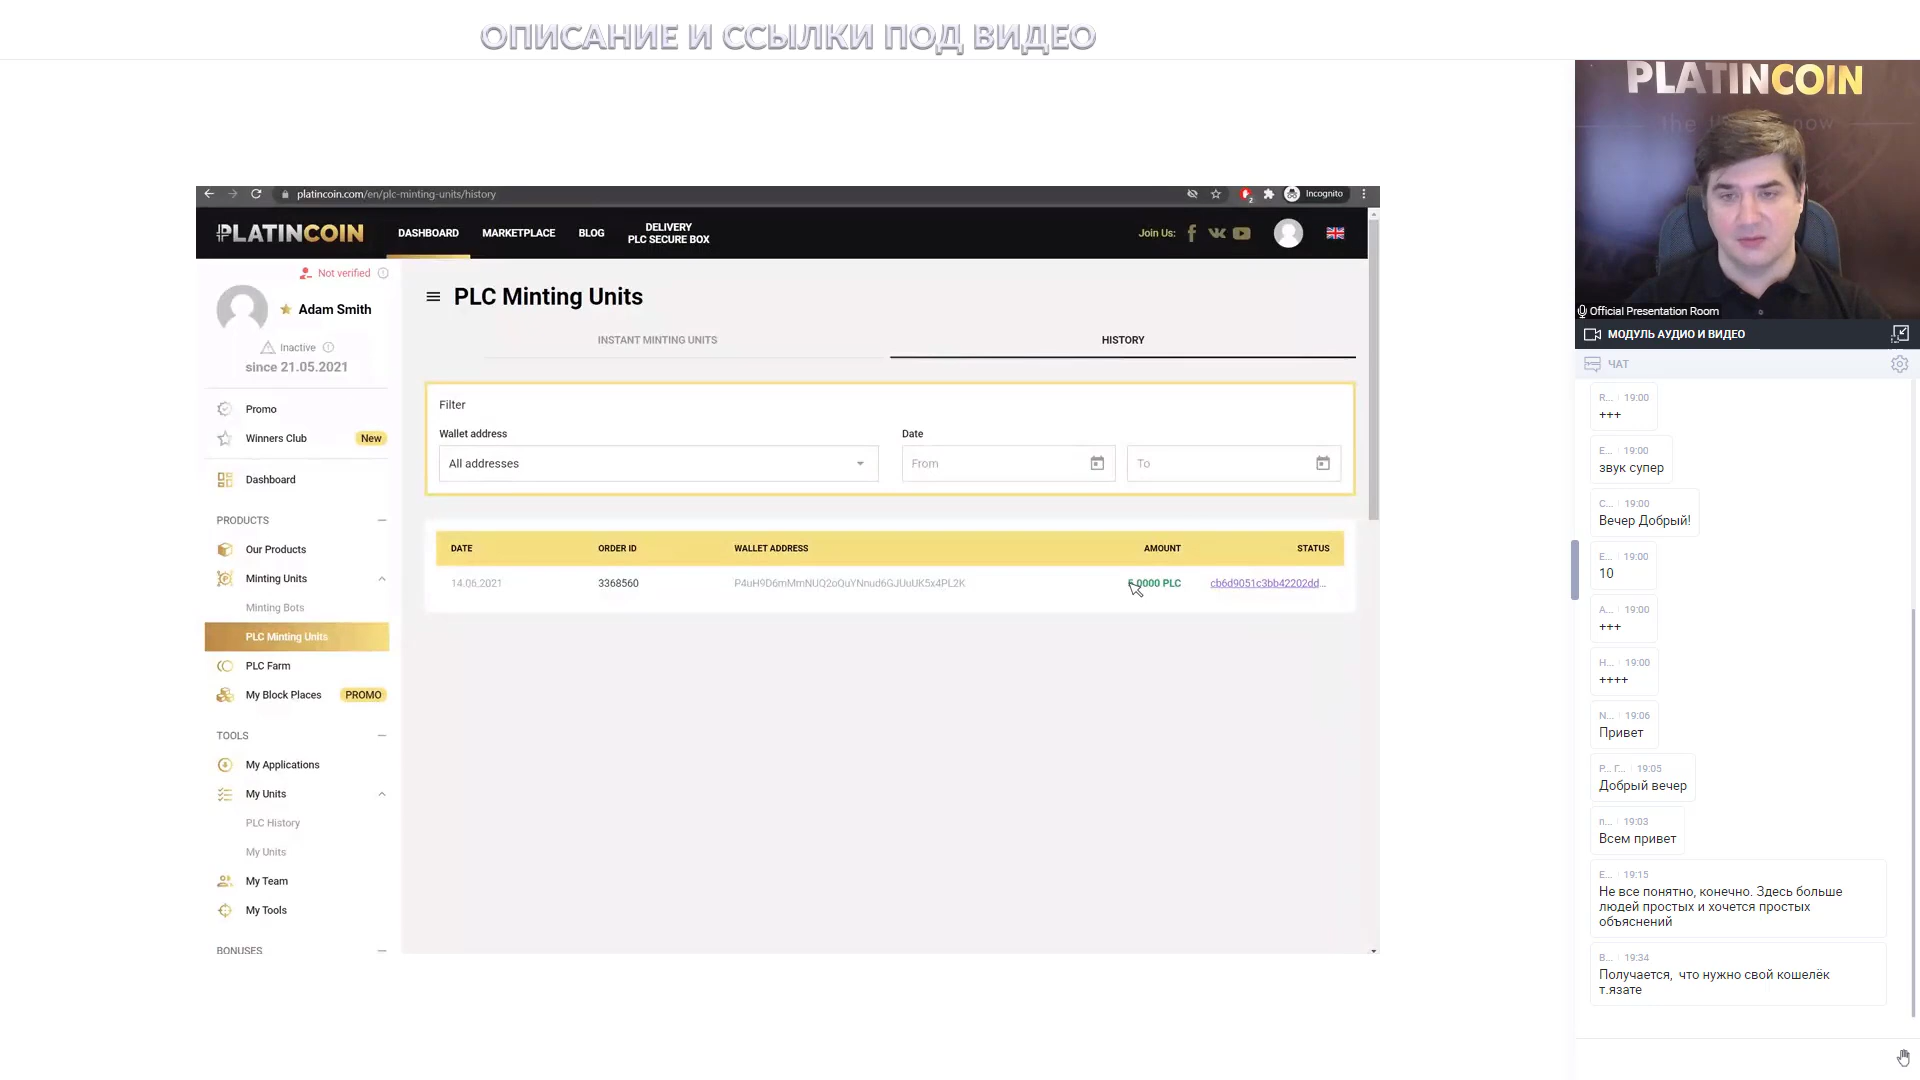 ОПИСАНИЕ И ССЫЛКИ ПОД ВИДЕО
platincoin.com/en/plc-minting-units/history
2
Incognito
PLATINCOIN
DASHBOARD
MARKETPLACE
BLOG
DELIVERY
PLC SECURE BOX
Join Us:
Not verified
Adam Smith
Inactive
since 21.05.2021
Promo
Winners Club
New
Dashboard
PRODUCTS
Our Products
Minting Units
Minting Bots
PLC Minting Units
PLC Farm
My Block Places
PROMO
TOOLS
My Applications
My Units
PLC History
My Units
My Team
My Tools
BONUSES
PLC Minting Units
INSTANT MINTING UNITS
HISTORY
Filter
Wallet address
Date
All addresses
From
To
DATE
ORDER ID
WALLET ADDRESS
AMOUNT
STATUS
14.06.2021
3368560
P4uH9D6mMmNUQ2oQuYNnud6GJUuUK5x4PL2K
0000 PLC
cb6d9051c3bb42202dd...
PLATINCOIN
Official Presentation Room
МОДУЛЬ АУДИО И ВИДЕО
ЧАТ
R... 19:00
+++
E... 19:00
звук супер
С... 19:00
Вечер Добрый!
E... 19:00
10
A... 19:00
+++
Н... 19:00
++++
N... 19:06
Привет
Р... Г... 19:05
Добрый вечер
п... 19:03
Всем привет
E... 19:15
Не все понятно, конечно. Здесь больше
людей простых и хочется простых
объяснений
В... 19:34
Получается, что нужно свой кошелёк
т.язате